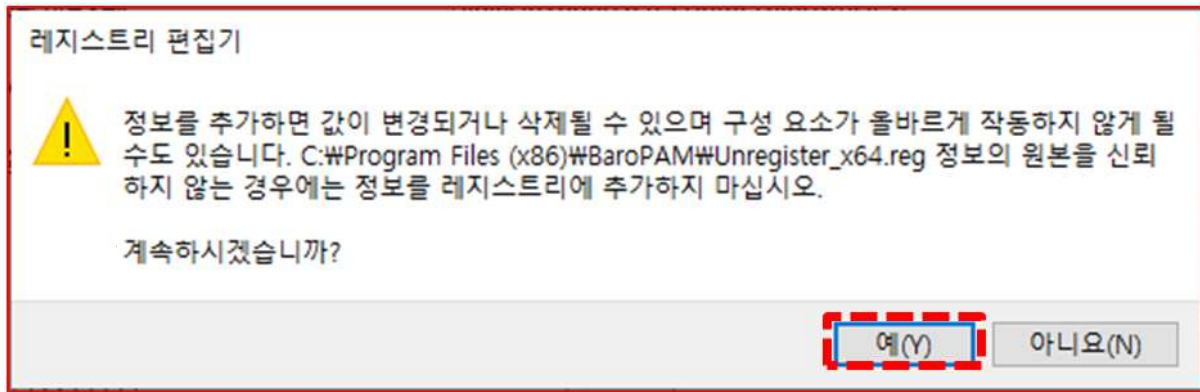 레지스트리 편집기
정보를 추가하면 값이 변경되거나 삭제될 수 있으며 구성 요소가 올바르게 작동하지 않게 될
수도 있습니다. C:₩Program Files (x86)₩BaroPAM₩Unregister_x64.reg 정보의 원본을 신뢰
하지 않는 경우에는 정보를 레지스트리에 추가하지 마십시오.
계속하시겠습니까?
예(Y) 아니요(N)